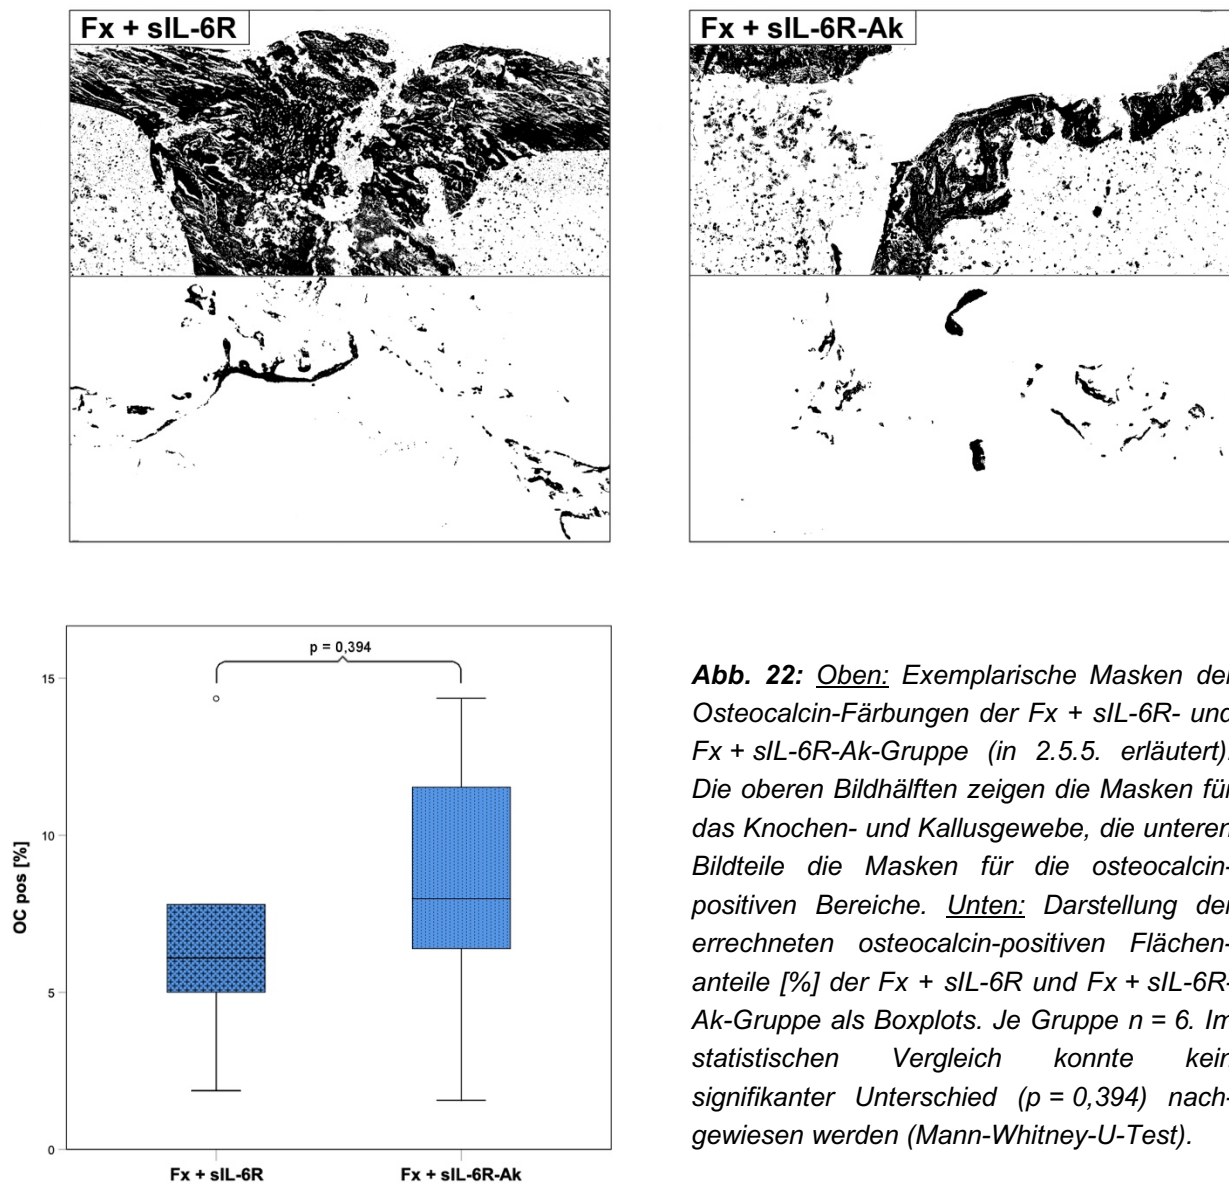 Fx + sIL-6R
Fx + sIL-6R-Ak
p = 0,394
15
10
5
0
OC pos [%]
Fx + sIL-6R
Fx + sIL-6R-Ak
Abb. 22: Oben: Exemplarische Masken der
Osteocalcin-Färbungen der Fx + sIL-6R- und
Fx + sIL-6R-Ak-Gruppe (in 2.5.5. erläutert).
Die oberen Bildhälften zeigen die Masken für
das Knochen- und Kallusgewebe, die unteren
Bildteile die Masken für die osteocalcin-
positiven Bereiche. Unten: Darstellung der
errechneten osteocalcin-positiven Flächen-
anteile [%] der Fx + sIL-6R und Fx + sIL-6R-
Ak-Gruppe als Boxplots. Je Gruppe n = 6. Im
statistischen Vergleich konnte kein
signifikanter Unterschied (p = 0,394) nach-
gewiesen werden (Mann-Whitney-U-Test).